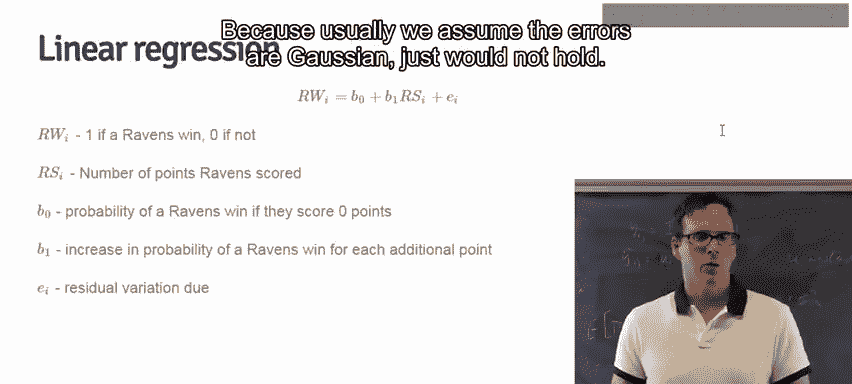 Because usually we assume the errors
are Gaussian, just would not hold.
Linear regression
RWᵢ = b₀ + b₁RSᵢ + eᵢ
RWᵢ - 1 if a Ravens win, 0 if not
RSᵢ - Number of points Ravens scored
b₀ - probability of a Ravens win if they score 0 points
b₁ - increase in probability of a Ravens win for each additional point
eᵢ - residual variation due